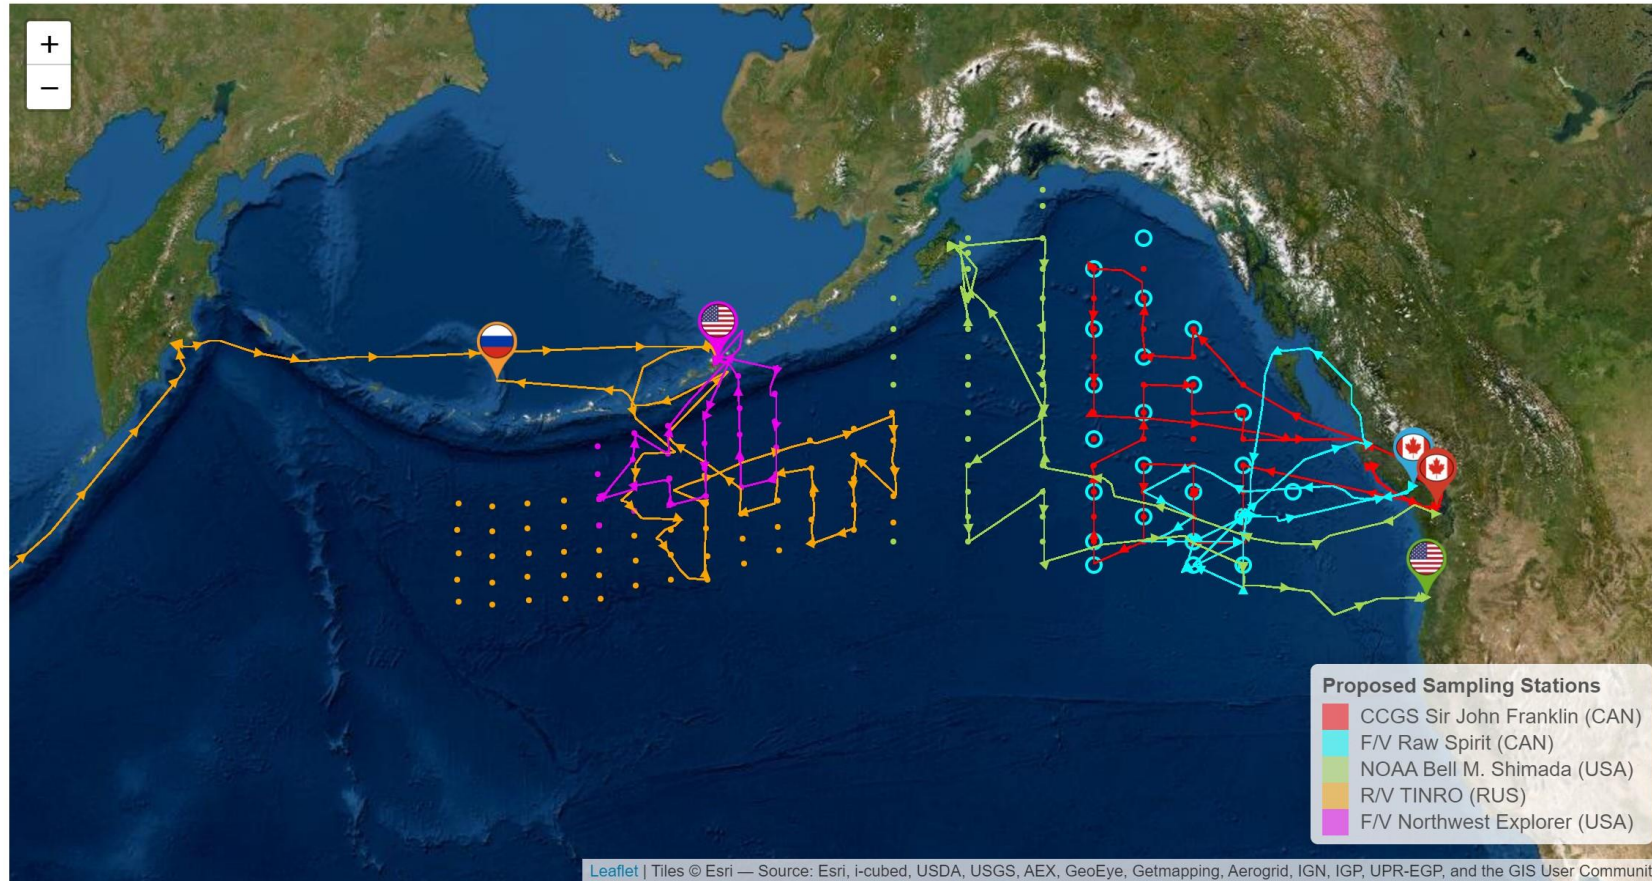 +
−
Proposed Sampling Stations
CCGS Sir John Franklin (CAN)
F/V Raw Spirit (CAN)
NOAA Bell M. Shimada (USA)
R/V TINRO (RUS)
F/V Northwest Explorer (USA)
Leaflet | Tiles © Esri — Source: Esri, i-cubed, USDA, USGS, AEX, GeoEye, Getmapping, Aerogrid, IGN, IGP, UPR-EGP, and the GIS User Communit